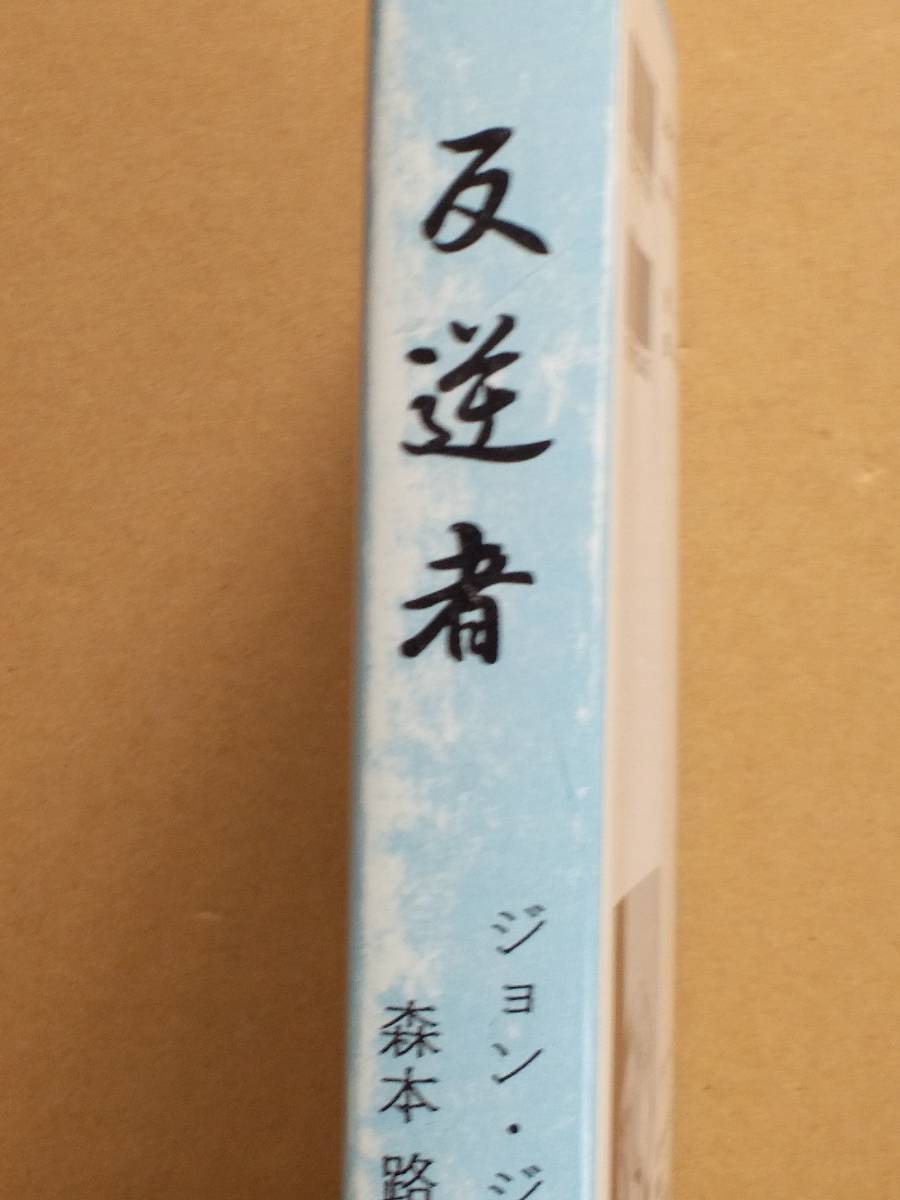 反逆者
ジョン・ジ
森本 路